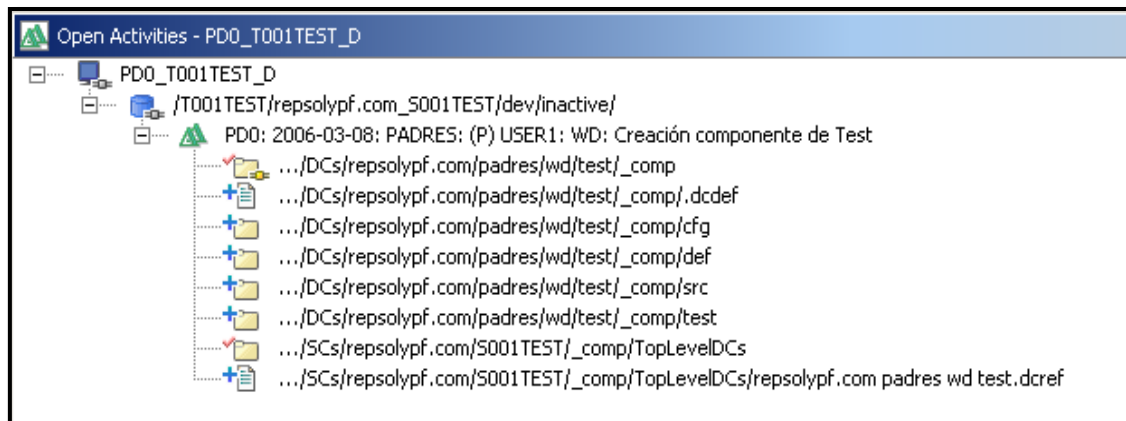 Open Activities - PD0_T001TEST_D
PD0_T001TEST_D
/T001TEST/repsolypf.com_S001TEST/dev/inactive/
PD0: 2006-03-08: PADRES: (P) USER1: WD: Creación componente de Test
.../DCs/repsolypf.com/padres/wd/test/_comp
.../DCs/repsolypf.com/padres/wd/test/_comp/.dcdef
.../DCs/repsolypf.com/padres/wd/test/_comp/cfg
.../DCs/repsolypf.com/padres/wd/test/_comp/def
.../DCs/repsolypf.com/padres/wd/test/_comp/src
.../DCs/repsolypf.com/padres/wd/test/_comp/test
.../SCs/repsolypf.com/S001TEST/_comp/TopLevelDCs
.../SCs/repsolypf.com/S001TEST/_comp/TopLevelDCs/repsolypf.com padres wd test.dcref